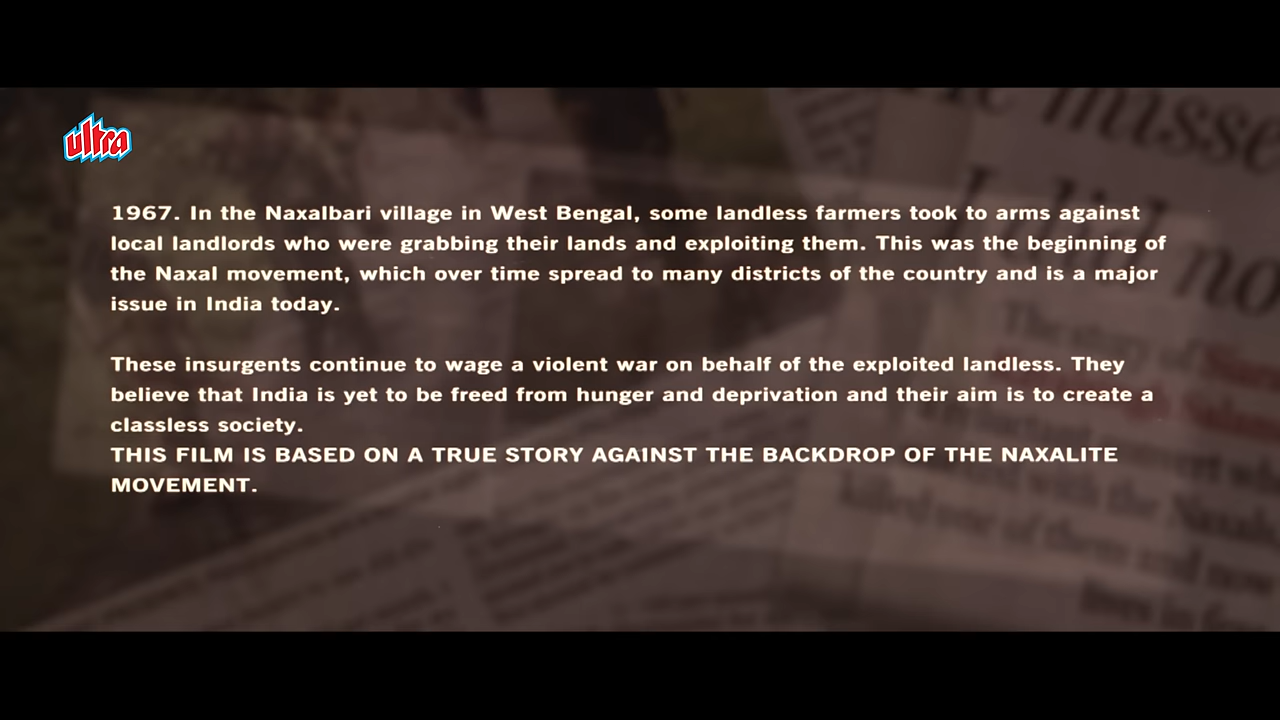 ultra
1967. In the Naxalbari village in West Bengal, some landless farmers took to arms against
local landlords who were grabbing their lands and exploiting them. This was the beginning of
the Naxal movement, which over time spread to many districts of the country and is a major
issue in India today.
These insurgents continue to wage a violent war on behalf of the exploited landless. They
believe that India is yet to be freed from hunger and deprivation and their aim is to create a
classless society.
THIS FILM IS BASED ON A TRUE STORY AGAINST THE BACKDROP OF THE NAXALITE
MOVEMENT.